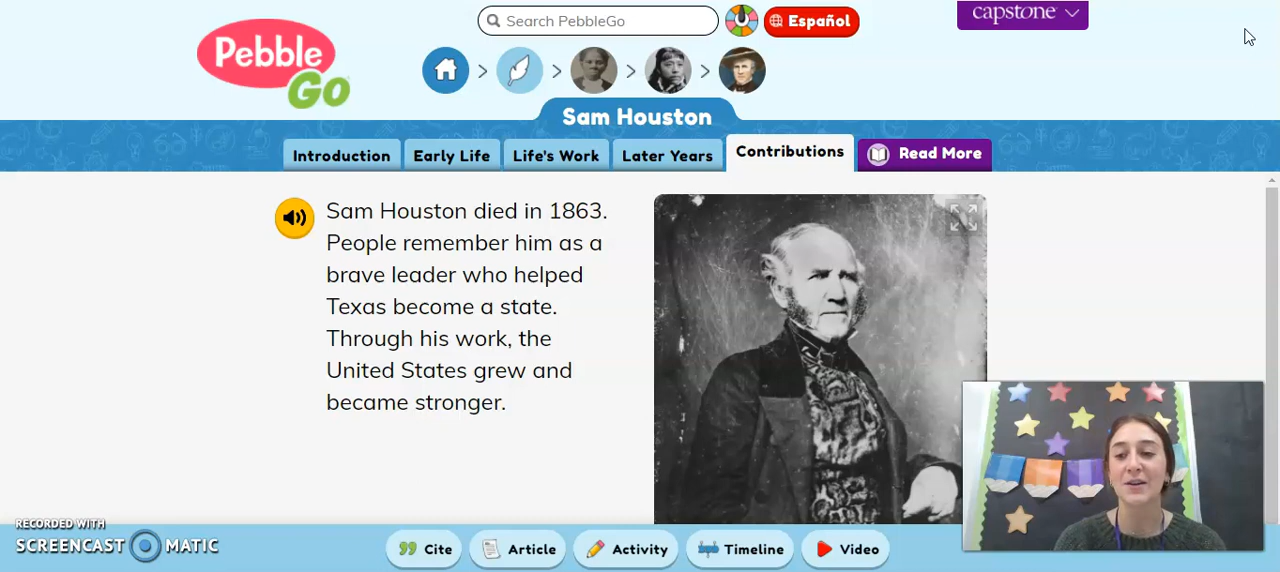 Search PebbleGo
Español
capstone
Pebble
Go
Sam Houston
Introduction
Early Life
Life's Work
Later Years
Contributions
Read More
Sam Houston died in 1863.
People remember him as a
brave leader who helped
Texas become a state.
Through his work, the
United States grew and
became stronger.
RECORDED WITH
SCREENCAST MATIC
Cite
Article
Activity
Timeline
Video